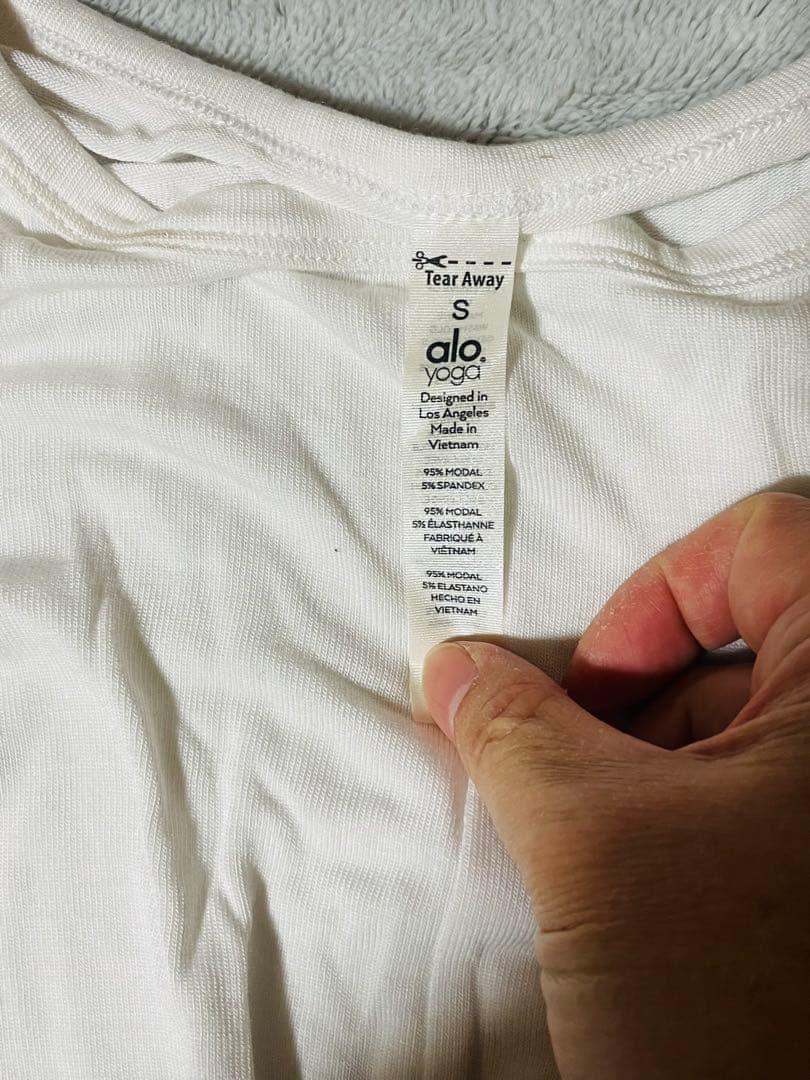 Tear Away
S
alo
yoga
Designed in
Los Angeles
Made in
Vietnam
95% MODAL
5% SPANDEX
95% MODAL
5% ÉLASTHANNE
FABRIQUÉ À
VIÊTNAM
95% MODAL
5% ELASTANO
HECHO EN
VIETNAM